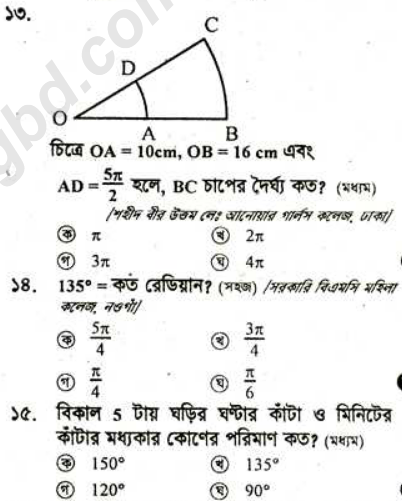 ১৩.
C
D
O
A
B
চিত্রে OA = 10cm, OB = 16 cm এবং
AD = 5π/2 হলে, BC চাপের দৈর্ঘ্য কত? (মধ্যম)
/শহীদ বীর উত্তম লেঃ আনোয়ার গার্লস কলেজ, ঢাকা/
ক π খ 2π
গ 3π ঘ 4π
১৪. 135° = কত রেডিয়ান? (সহজ) /সরকারি বিএমসি মহিলা
কলেজ, নওগাঁ/
ক 5π/4 খ 3π/4
গ π/4 ঘ π/6
১৫. বিকাল 5 টায় ঘড়ির ঘণ্টার কাঁটা ও মিনিটের
কাঁটার মধ্যকার কোণের পরিমাণ কত? (মধ্যম)
ক 150° খ 135°
গ 120° ঘ 90°